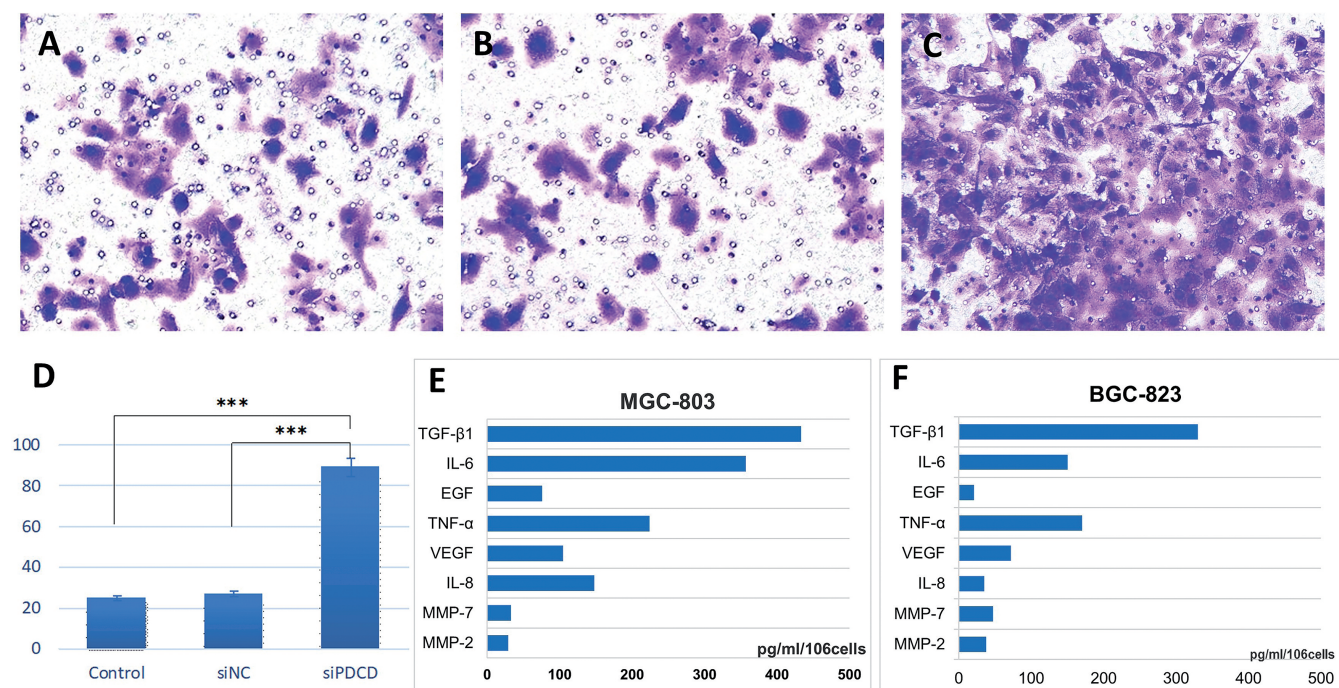 A
B
C
D
***
***
100
80
60
40
20
0
Control
siNC
siPDCD
E
MGC-803
TGF-β1
IL-6
EGF
TNF-α
VEGF
IL-8
MMP-7
MMP-2
pg/ml/106cells
0 100 200 300 400 500
F
BGC-823
TGF-β1
IL-6
EGF
TNF-α
VEGF
IL-8
MMP-7
MMP-2
pg/ml/106cells
0 100 200 300 400 500